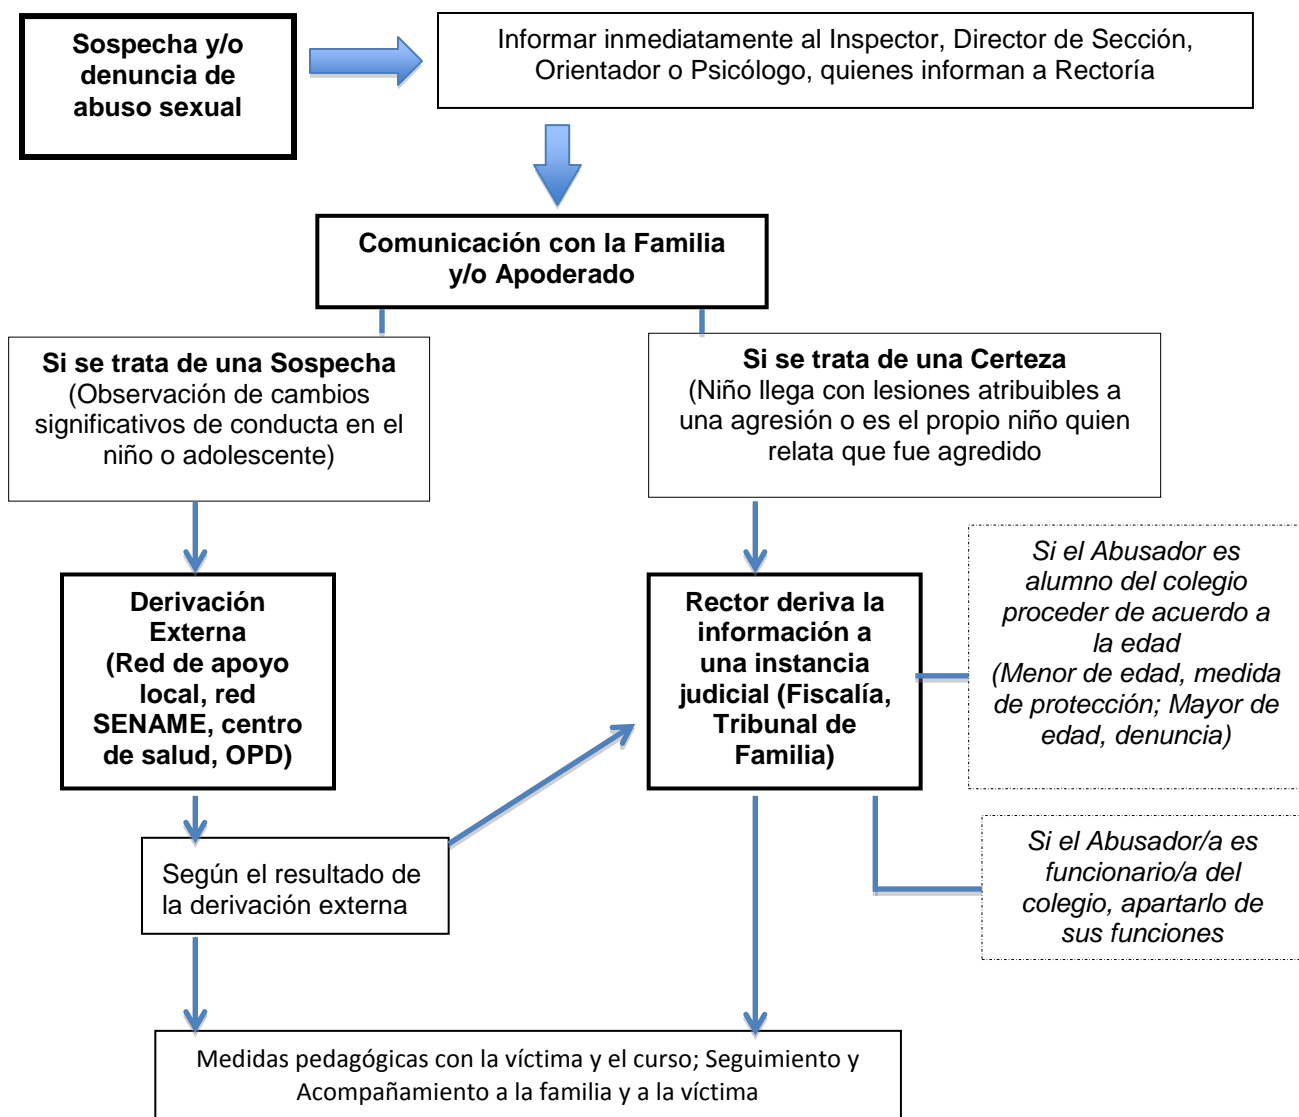 Sospecha y/o
denuncia de
abuso sexual
Informar inmediatamente al Inspector, Director de Sección,
Orientador o Psicólogo, quienes informan a Rectoría
Comunicación con la Familia
y/o Apoderado
Si se trata de una Sospecha
(Observación de cambios
significativos de conducta en el
niño o adolescente)
Si se trata de una Certeza
(Niño llega con lesiones atribuibles a
una agresión o es el propio niño quien
relata que fue agredido
Derivación
Externa
(Red de apoyo
local, red
SENAME, centro
de salud, OPD)
Rector deriva la
información a
una instancia
judicial (Fiscalía,
Tribunal de
Familia)
Si el Abusador es
alumno del colegio
proceder de acuerdo a
la edad
(Menor de edad, medida
de protección; Mayor de
edad, denuncia)
Según el resultado de
la derivación externa
Si el Abusador/a es
funcionario/a del
colegio, apartarlo de
sus funciones
Medidas pedagógicas con la víctima y el curso; Seguimiento y
Acompañamiento a la familia y a la víctima